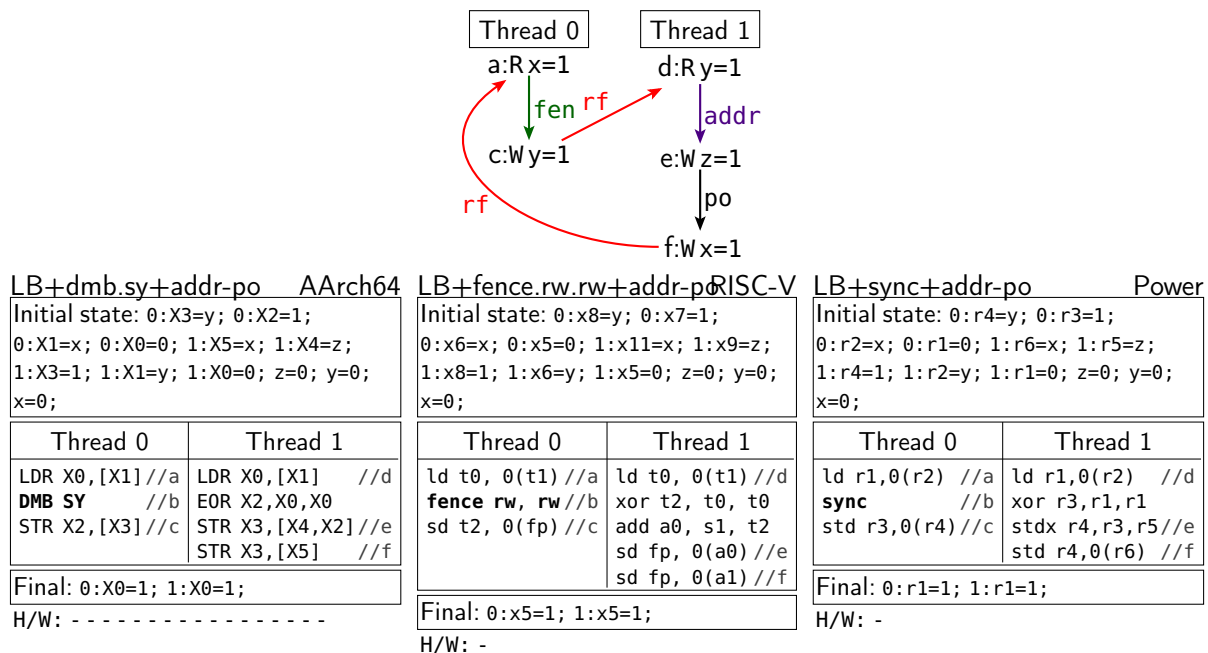 Thread 0
Thread 1
a:R x=1
d:R y=1
fen
rf
addr
c:W y=1
e:W z=1
po
rf
f:W x=1
LB+dmb.sy+addr-po AArch64
Initial state: 0:X3=y; 0:X2=1;
0:X1=x; 0:X0=0; 1:X5=x; 1:X4=z;
1:X3=1; 1:X1=y; 1:X0=0; z=0; y=0;
x=0;
Thread 0 Thread 1
LDR X0,[X1]//a LDR X0,[X1] //d
DMB SY //b EOR X2,X0,X0
STR X2,[X3]//c STR X3,[X4,X2]//e
STR X3,[X5] //f
Final: 0:X0=1; 1:X0=1;
H/W: - - - - - - - - - - - - - - - - -
LB+fence.rw.rw+addr-po RISC-V
Initial state: 0:x8=y; 0:x7=1;
0:x6=x; 0:x5=0; 1:x11=x; 1:x9=z;
1:x8=1; 1:x6=y; 1:x5=0; z=0; y=0;
x=0;
Thread 0 Thread 1
ld t0, 0(t1)//a ld t0, 0(t1)//d
fence rw, rw//b xor t2, t0, t0
sd t2, 0(fp)//c add a0, s1, t2
sd fp, 0(a0)//e
sd fp, 0(a1)//f
Final: 0:x5=1; 1:x5=1;
H/W: -
LB+sync+addr-po Power
Initial state: 0:r4=y; 0:r3=1;
0:r2=x; 0:r1=0; 1:r6=x; 1:r5=z;
1:r4=1; 1:r2=y; 1:r1=0; z=0; y=0;
x=0;
Thread 0 Thread 1
ld r1,0(r2) //a ld r1,0(r2) //d
sync //b xor r3,r1,r1
std r3,0(r4)//c stdx r4,r3,r5//e
std r4,0(r6) //f
Final: 0:r1=1; 1:r1=1;
H/W: -